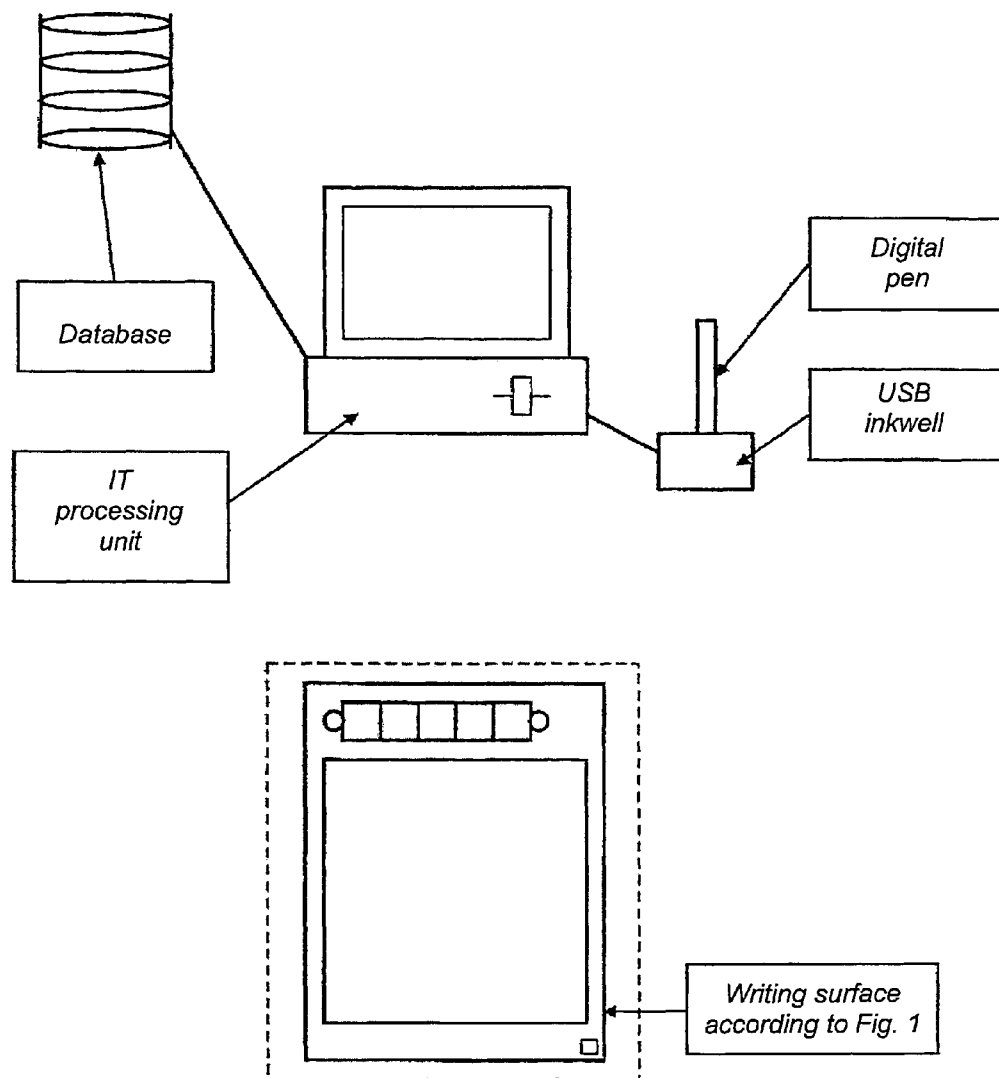 Digital
pen
Database
USB
inkwell
IT
processing
unit
Writing surface
according to Fig. 1